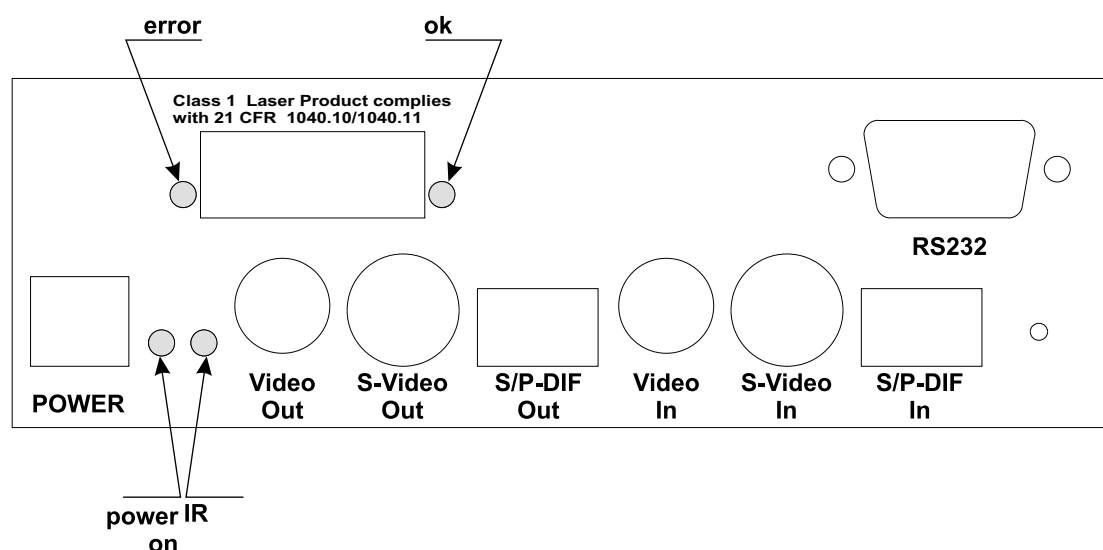 error
ok
Class 1 Laser Product complies
with 21 CFR 1040.10/1040.11
RS232
POWER
Video
Out
S-Video
Out
S/P-DIF
Out
Video
In
S-Video
In
S/P-DIF
In
power
on
IR